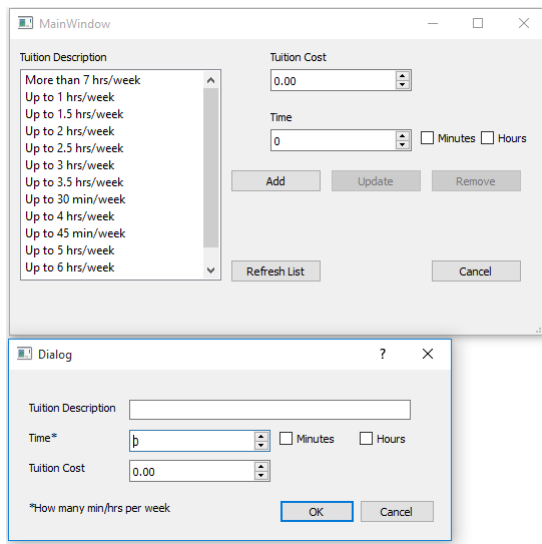 MainWindow
Tuition Description
More than 7 hrs/week
Up to 1 hrs/week
Up to 1.5 hrs/week
Up to 2 hrs/week
Up to 2.5 hrs/week
Up to 3 hrs/week
Up to 3.5 hrs/week
Up to 30 min/week
Up to 4 hrs/week
Up to 45 min/week
Up to 5 hrs/week
Up to 6 hrs/week
Tuition Cost
0.00
Time
0 Minutes Hours
Add Update Remove
Refresh List Cancel
Dialog ?
Tuition Description
Time* 0 Minutes Hours
Tuition Cost 0.00
*How many min/hrs per week
OK Cancel